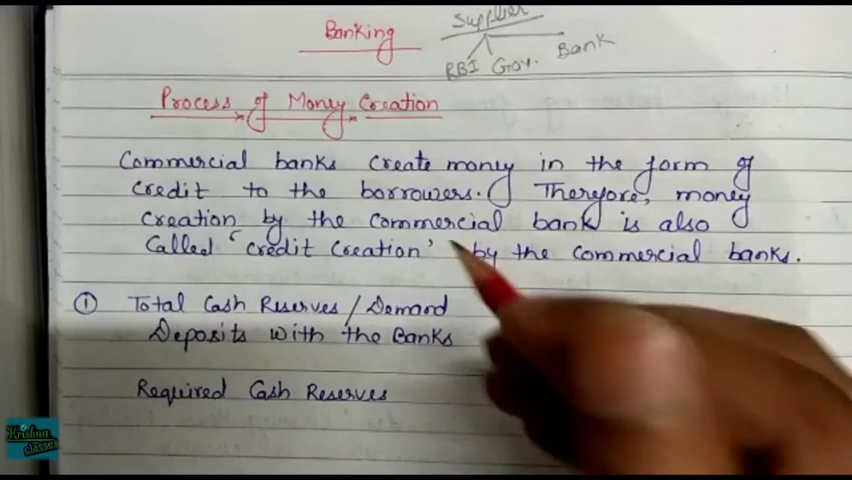 Banking
Supplier
RBI Gov. Bank
Process of Money Creation
Commercial banks create money in the form of
credit to the borrowers. Therefore, money
creation by the commercial bank is also
called 'credit creation' by the commercial banks.
① Total Cash Reserves / Demand
Deposits with the Banks
Required Cash Reserves
Krishna
Classes